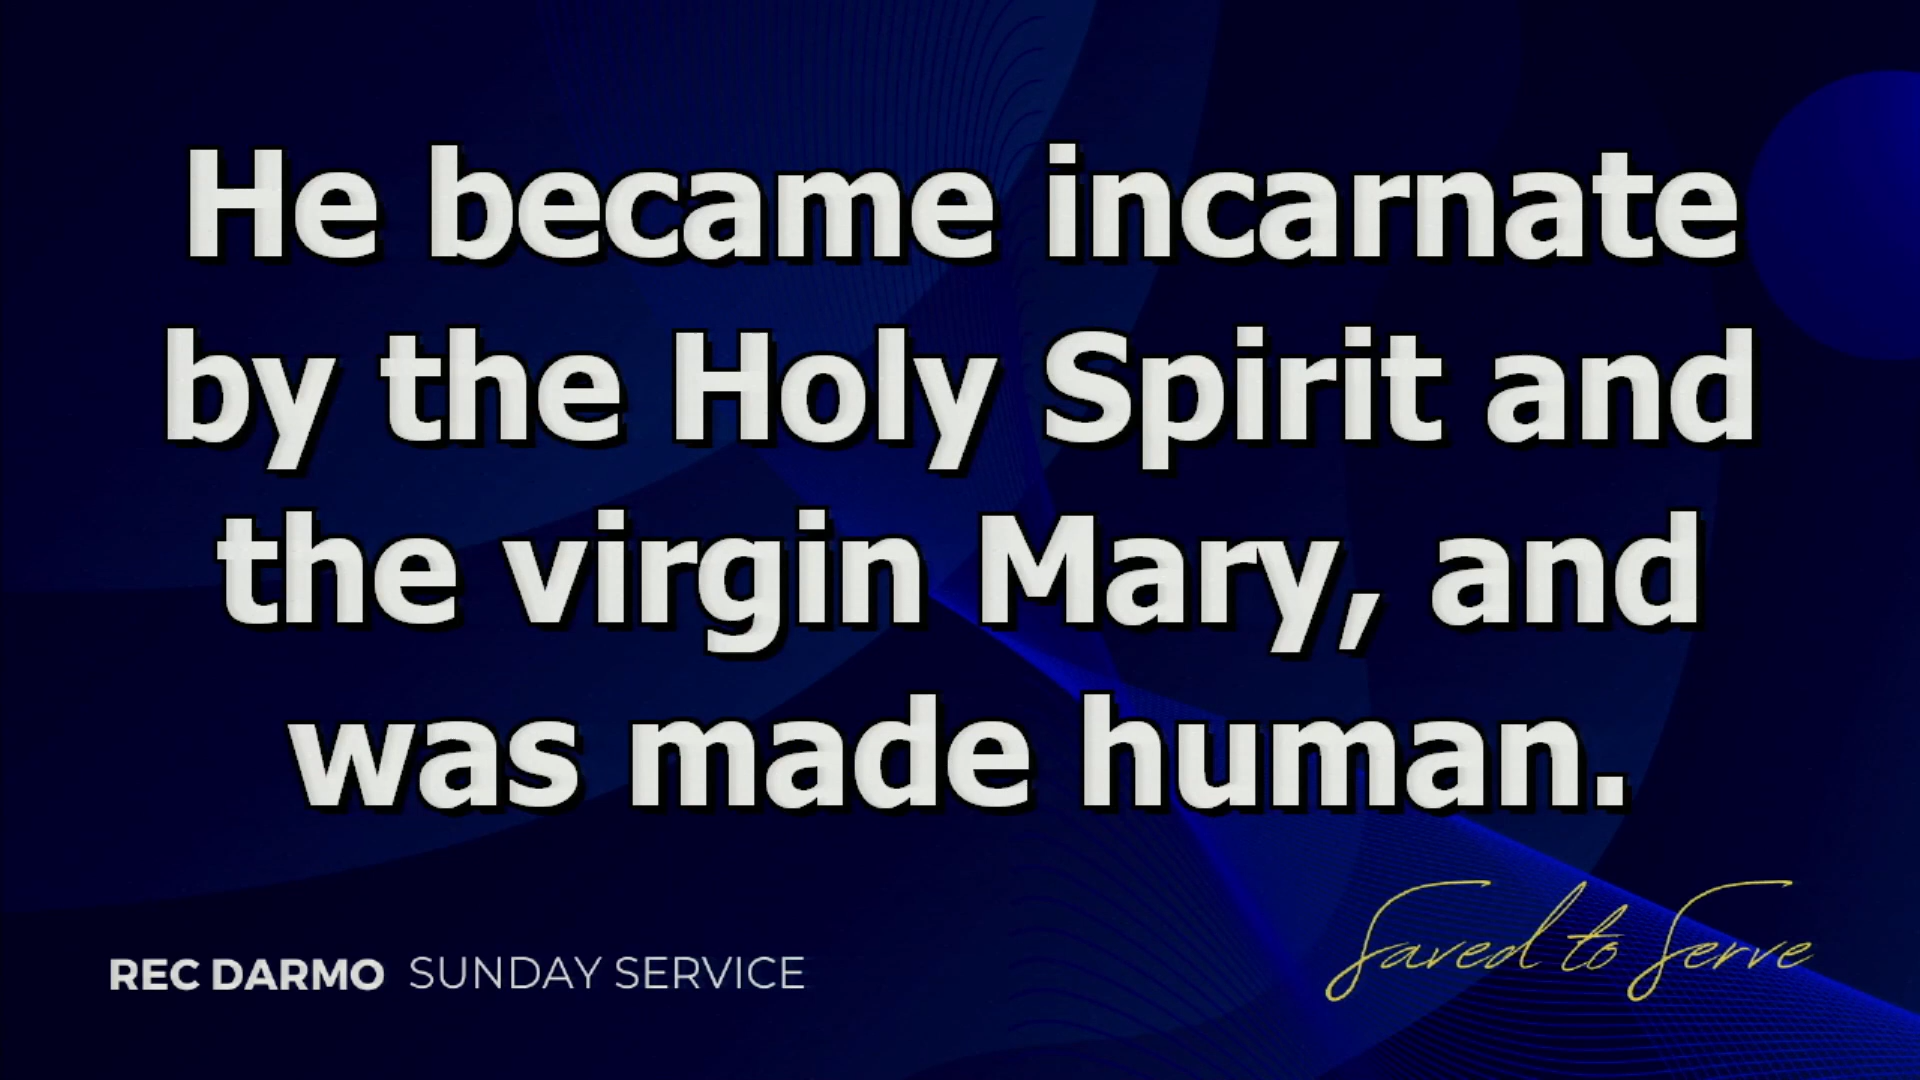 He became incarnate
by the Holy Spirit and
the virgin Mary, and
was made human.
REC DARMO SUNDAY SERVICE
Saved to Serve